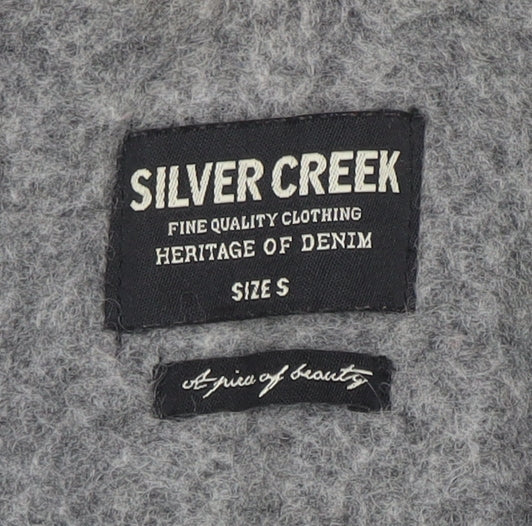 SILVER CREEK
FINE QUALITY CLOTHING
HERITAGE OF DENIM
SIZE S
A piece of beauty